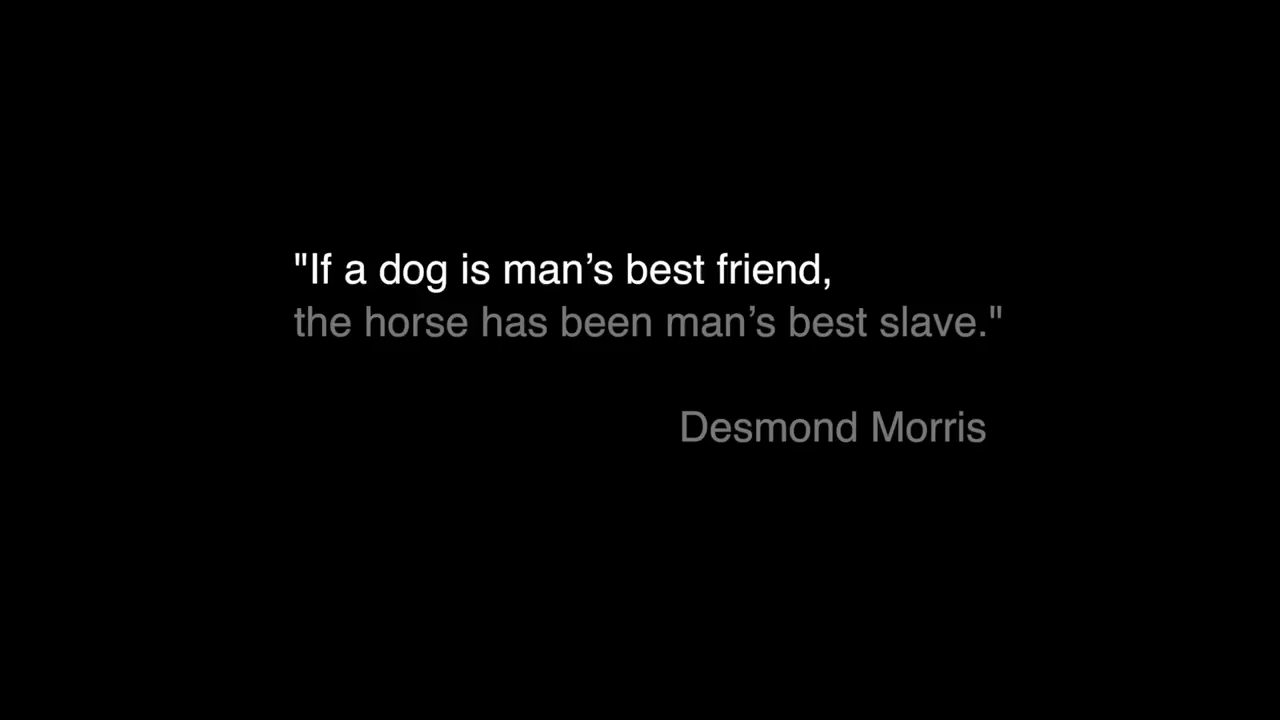 "If a dog is man’s best friend,
the horse has been man’s best slave."
Desmond Morris